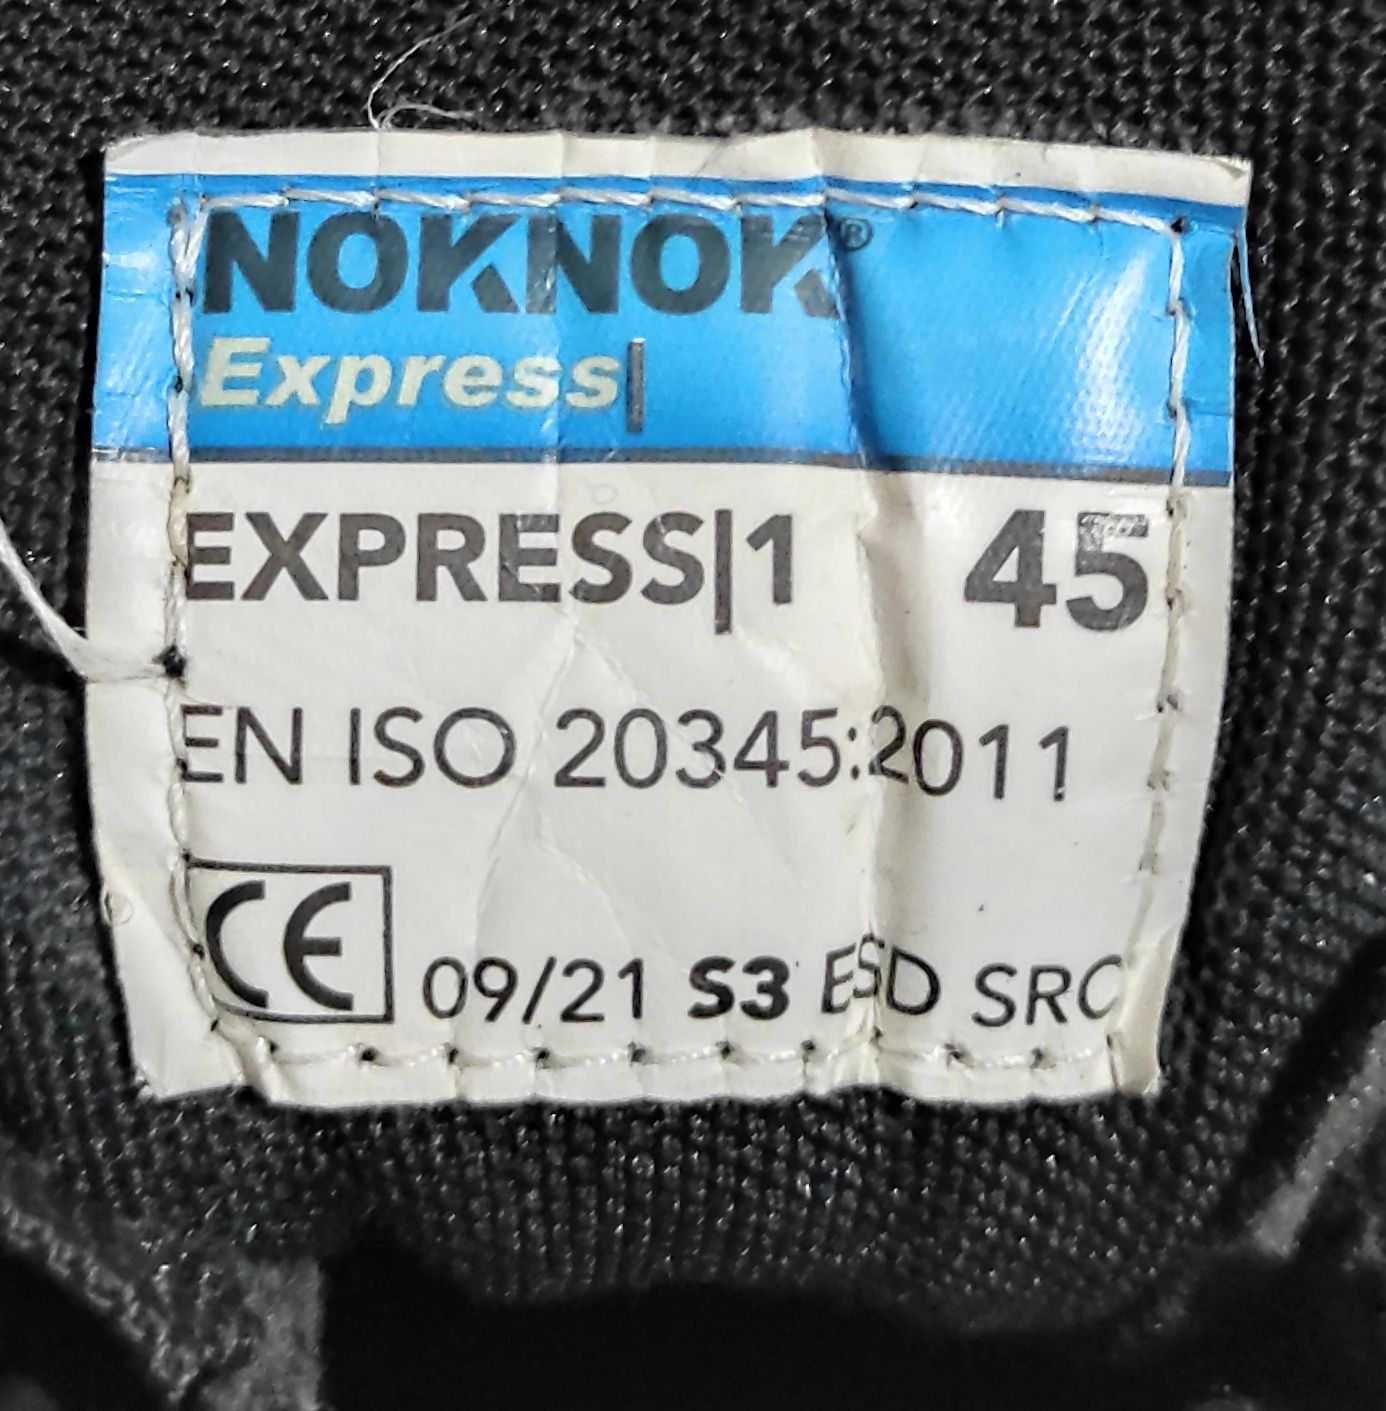 NOKNOK®
Express|
EXPRESS|1 45
EN ISO 20345:2011
CE 09/21 S3 ESD SRC